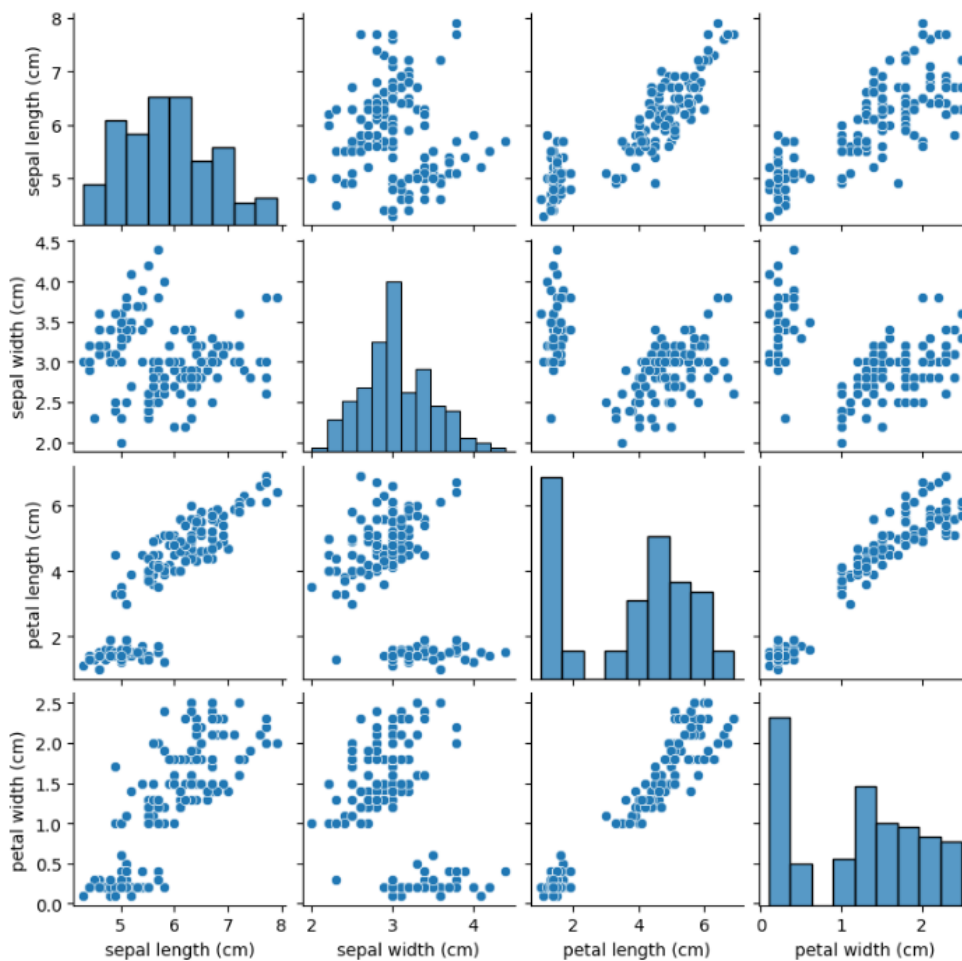 8
7
6
5
sepal length (cm)
4.5
4.0
3.5
3.0
2.5
2.0
sepal width (cm)
6
4
2
petal length (cm)
2.5
2.0
1.5
1.0
0.5
0.0
petal width (cm)
5 6 7 8
2 3 4
2 4 6
0 1 2
sepal length (cm)
sepal width (cm)
petal length (cm)
petal width (cm)